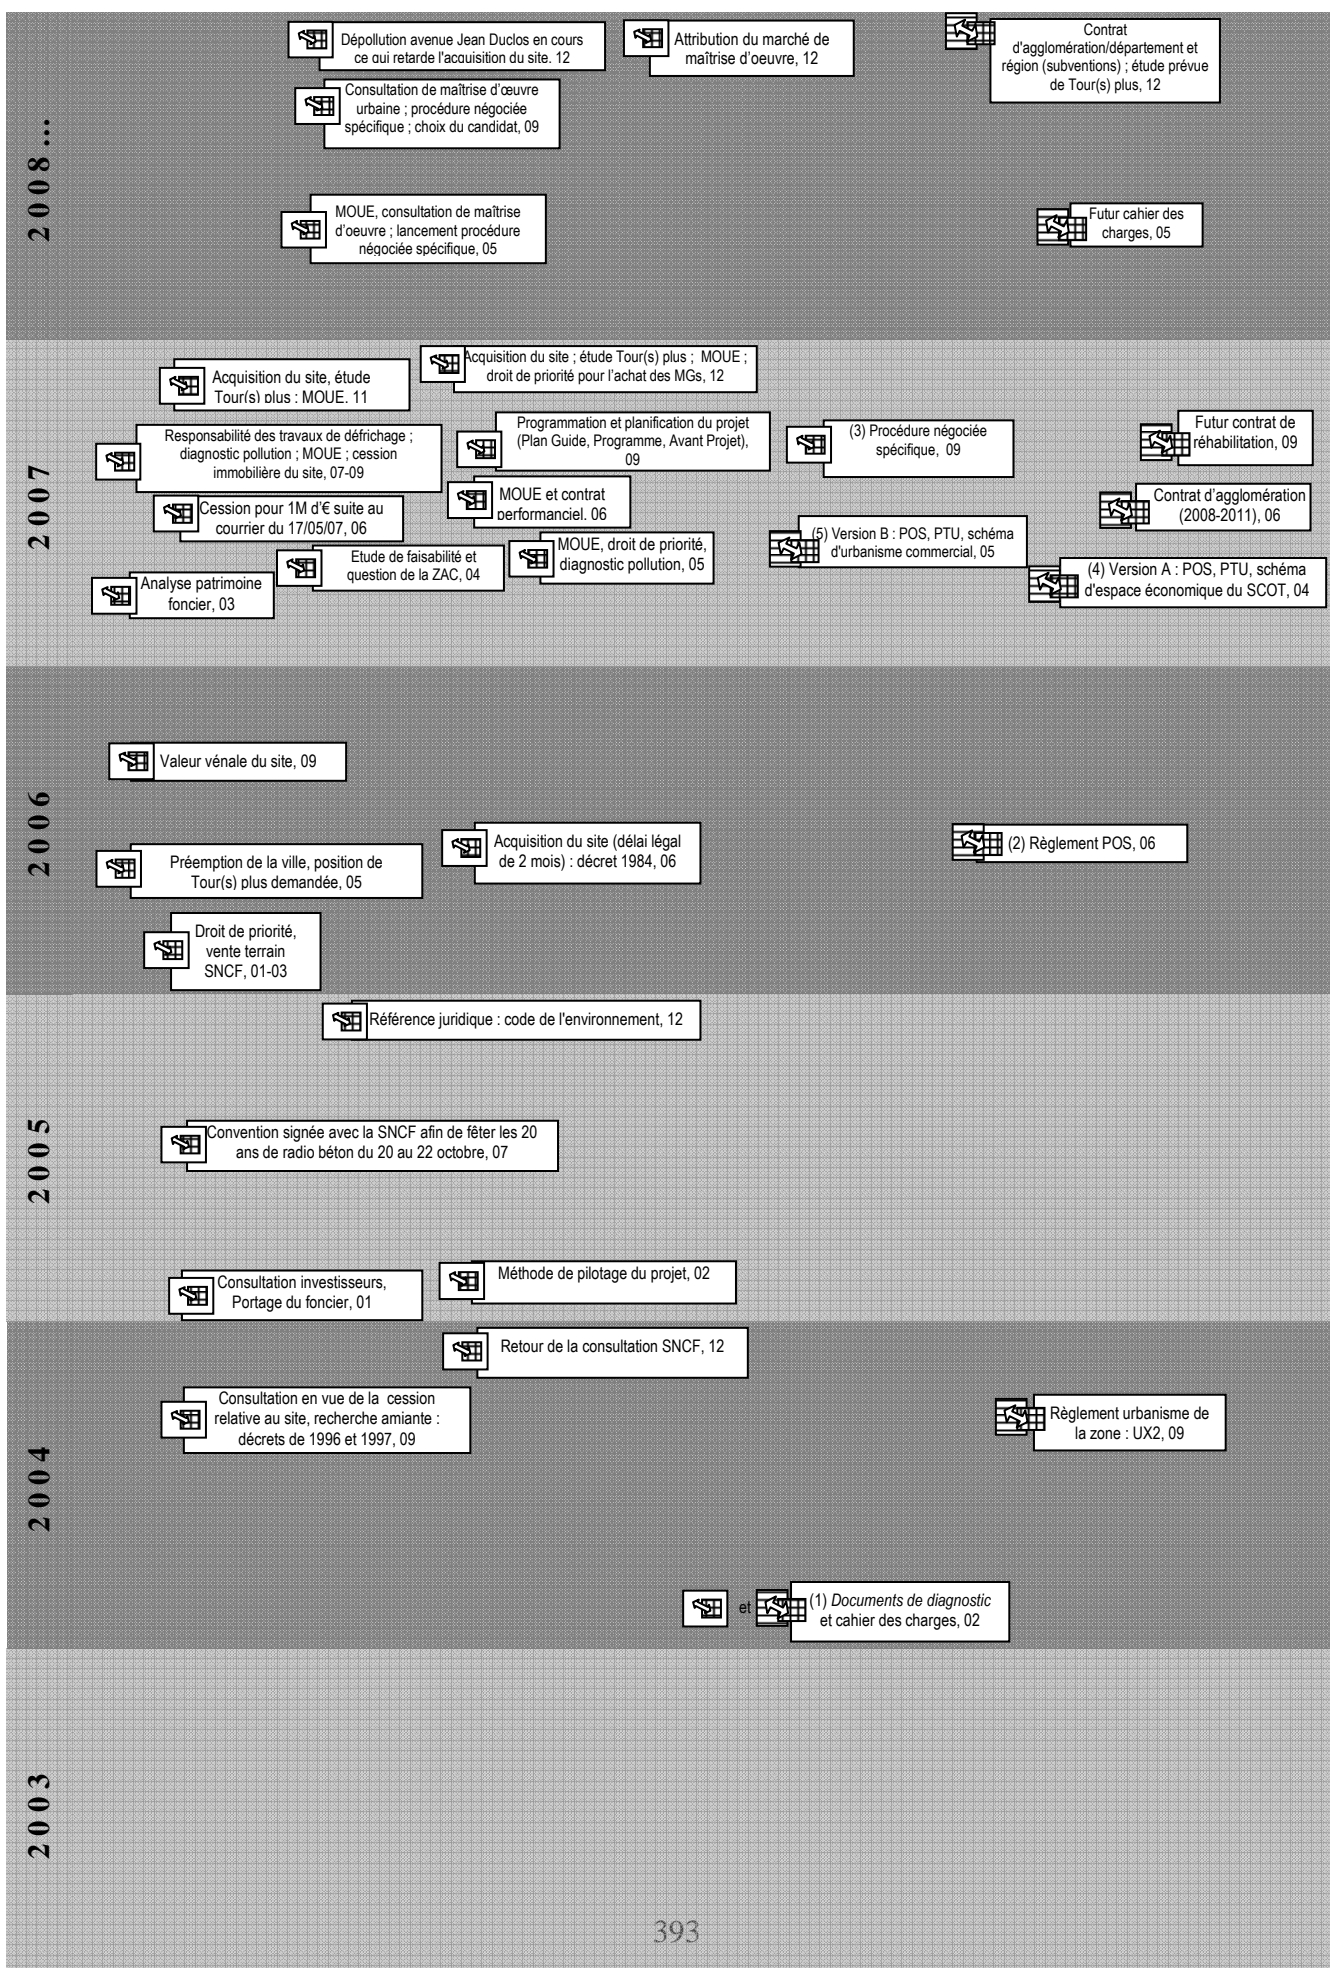 2008...
Dépollution avenue Jean Duclos en cours
ce qui retarde l'acquisition du site. 12
Attribution du marché de
maîtrise d'oeuvre, 12
Contrat
d'agglomération/département et
région (subventions) ; étude prévue
de Tour(s) plus, 12
Consultation de maîtrise d'œuvre
urbaine ; procédure négociée
spécifique ; choix du candidat, 09
MOUE, consultation de maîtrise
d'oeuvre ; lancement procédure
négociée spécifique, 05
Futur cahier des
charges, 05
2007
Acquisition du site ; étude Tour(s) plus ; MOUE ;
droit de priorité pour l'achat des MGs, 12
Acquisition du site, étude
Tour(s) plus ; MOUE. 11
Responsabilité des travaux de défrichage ;
diagnostic pollution ; MOUE ; cession
immobilière du site, 07-09
Programmation et planification du projet
(Plan Guide, Programme, Avant Projet),
09
(3) Procédure négociée
spécifique, 09
Futur contrat de
réhabilitation, 09
Cession pour 1M d'€ suite au
courrier du 17/05/07, 06
MOUE et contrat
performanciel. 06
Contrat d'agglomération
(2008-2011), 06
Etude de faisabilité et
question de la ZAC, 04
MOUE, droit de priorité,
diagnostic pollution, 05
(5) Version B : POS, PTU, schéma
d'urbanisme commercial, 05
Analyse patrimoine
foncier, 03
(4) Version A : POS, PTU, schéma
d'espace économique du SCOT, 04
2006
Valeur vénale du site, 09
Acquisition du site (délai légal
de 2 mois) : décret 1984, 06
(2) Règlement POS, 06
Préemption de la ville, position de
Tour(s) plus demandée, 05
Droit de priorité,
vente terrain
SNCF, 01-03
2005
Référence juridique : code de l'environnement, 12
Convention signée avec la SNCF afin de fêter les 20
ans de radio béton du 20 au 22 octobre, 07
Méthode de pilotage du projet, 02
Consultation investisseurs,
Portage du foncier, 01
2004
Retour de la consultation SNCF, 12
Consultation en vue de la cession
relative au site, recherche amiante :
décrets de 1996 et 1997, 09
Règlement urbanisme de
la zone : UX2, 09
et
(1) Documents de diagnostic
et cahier des charges, 02
2003
393